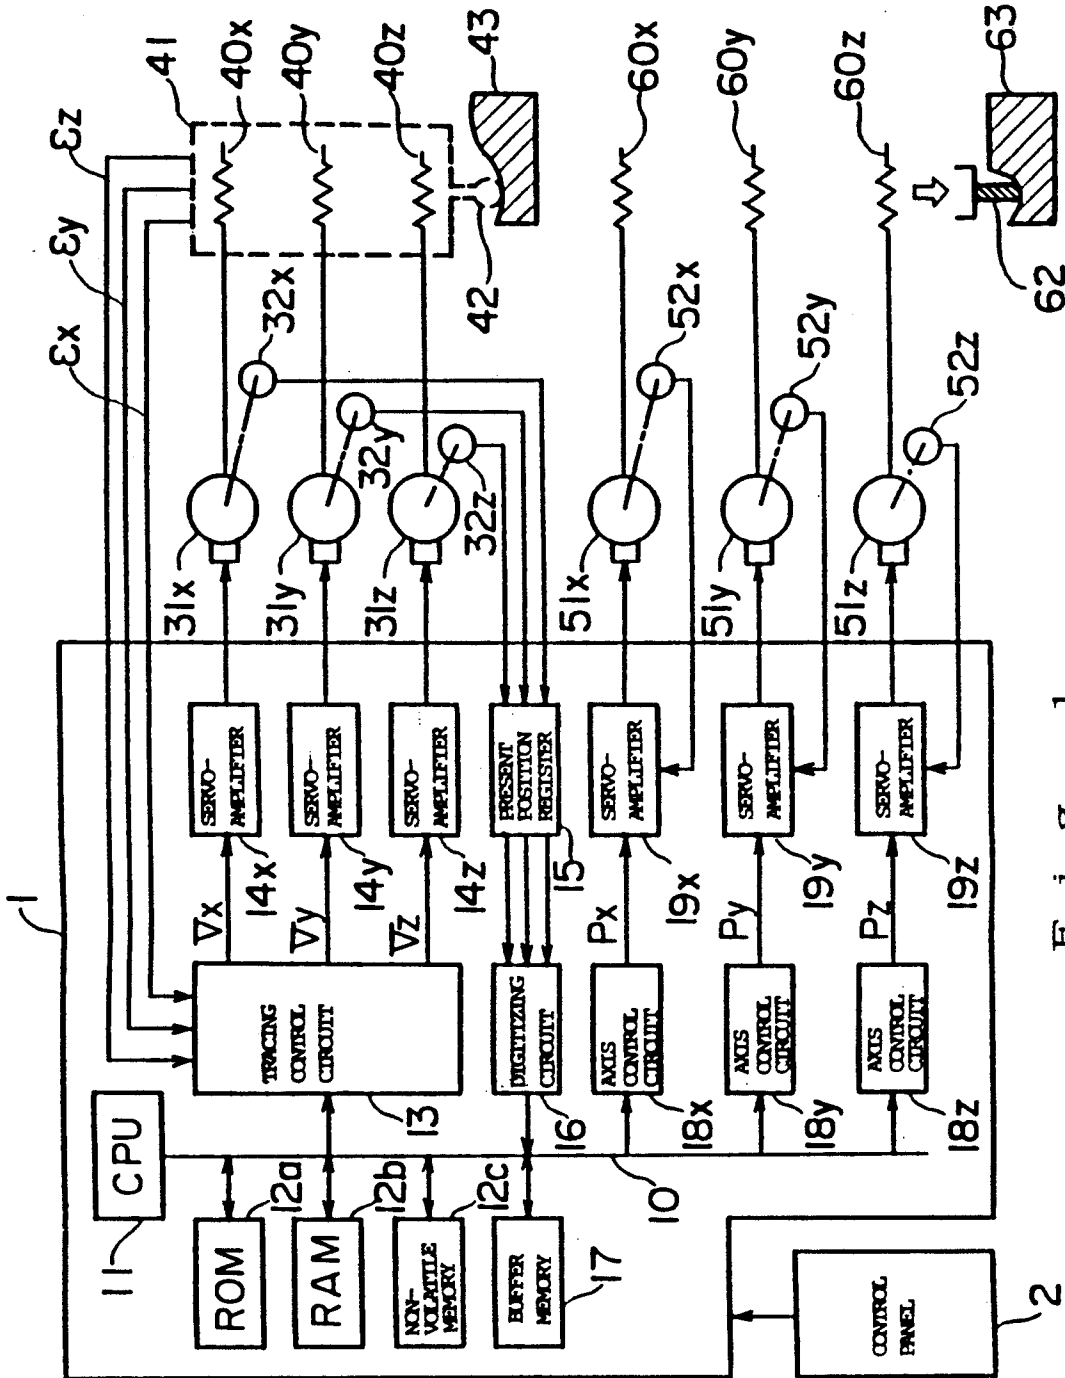 1
εx
εy
εz
41
40x
40y
40z
43
42
CPU
11
ROM
12a
RAM
12b
NON-
VOLATILE
MEMORY
12c
BUFFER
MEMORY
17
10
TRACING
CONTROL
CIRCUIT
13
Vx
Vy
Vz
SERVO-
AMPLIFIER
14x
SERVO-
AMPLIFIER
14y
SERVO-
AMPLIFIER
14z
31x
31y
31z
32x
32y
32z
PRESENT
POSITION
REGISTER
15
DIGITIZING
CIRCUIT
16
AXIS
CONTROL
CIRCUIT
18x
Px
SERVO-
AMPLIFIER
19x
51x
52x
60x
AXIS
CONTROL
CIRCUIT
18y
Py
SERVO-
AMPLIFIER
19y
51y
52y
60y
AXIS
CONTROL
CIRCUIT
18z
Pz
SERVO-
AMPLIFIER
19z
51z
52z
60z
62
63
CONTROL
PANEL
2
Fig. 1